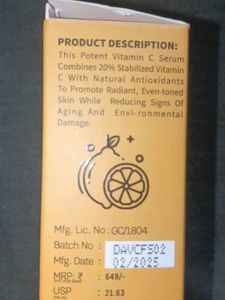 PRODUCT DESCRIPTION:
This Potent Vitamin C Serum
Combines 20% Stabilized Vitamin
C With Natural Antioxidants
To Promote Radiant, Even-toned
Skin While Reducing Signs Of
Aging And Envi-ronmental
Damage.
Mfg. Lic. No : GC/1804
Batch No : DAVCF502
Mfg. Date : 02/2025
MRP: : ₹ 649/-
USP : ₹ 21.63